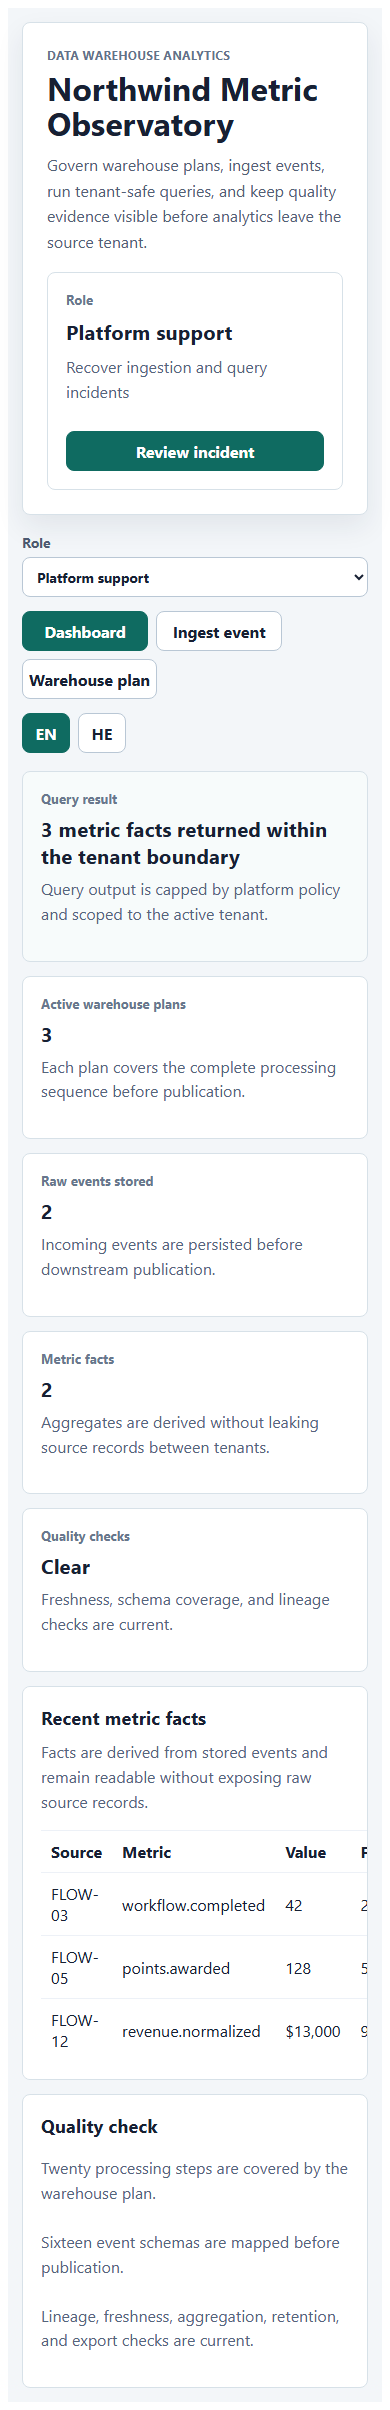 DATA WAREHOUSE ANALYTICS
Northwind Metric
Observatory
Govern warehouse plans, ingest events,
run tenant-safe queries, and keep quality
evidence visible before analytics leave the
source tenant.
Role
Platform support
Recover ingestion and query
incidents
Review incident
Role
Platform support
Dashboard
Ingest event
Warehouse plan
EN
HE
Query result
3 metric facts returned within
the tenant boundary
Query output is capped by platform policy
and scoped to the active tenant.
Active warehouse plans
3
Each plan covers the complete processing
sequence before publication.
Raw events stored
2
Incoming events are persisted before
downstream publication.
Metric facts
2
Aggregates are derived without leaking
source records between tenants.
Quality checks
Clear
Freshness, schema coverage, and lineage
checks are current.
Recent metric facts
Facts are derived from stored events and
remain readable without exposing raw
source records.
Source Metric Value
FLOW-
03 workflow.completed 42
FLOW-
05 points.awarded 128
FLOW-
12 revenue.normalized $13,000
Quality check
Twenty processing steps are covered by the
warehouse plan.
Sixteen event schemas are mapped before
publication.
Lineage, freshness, aggregation, retention,
and export checks are current.